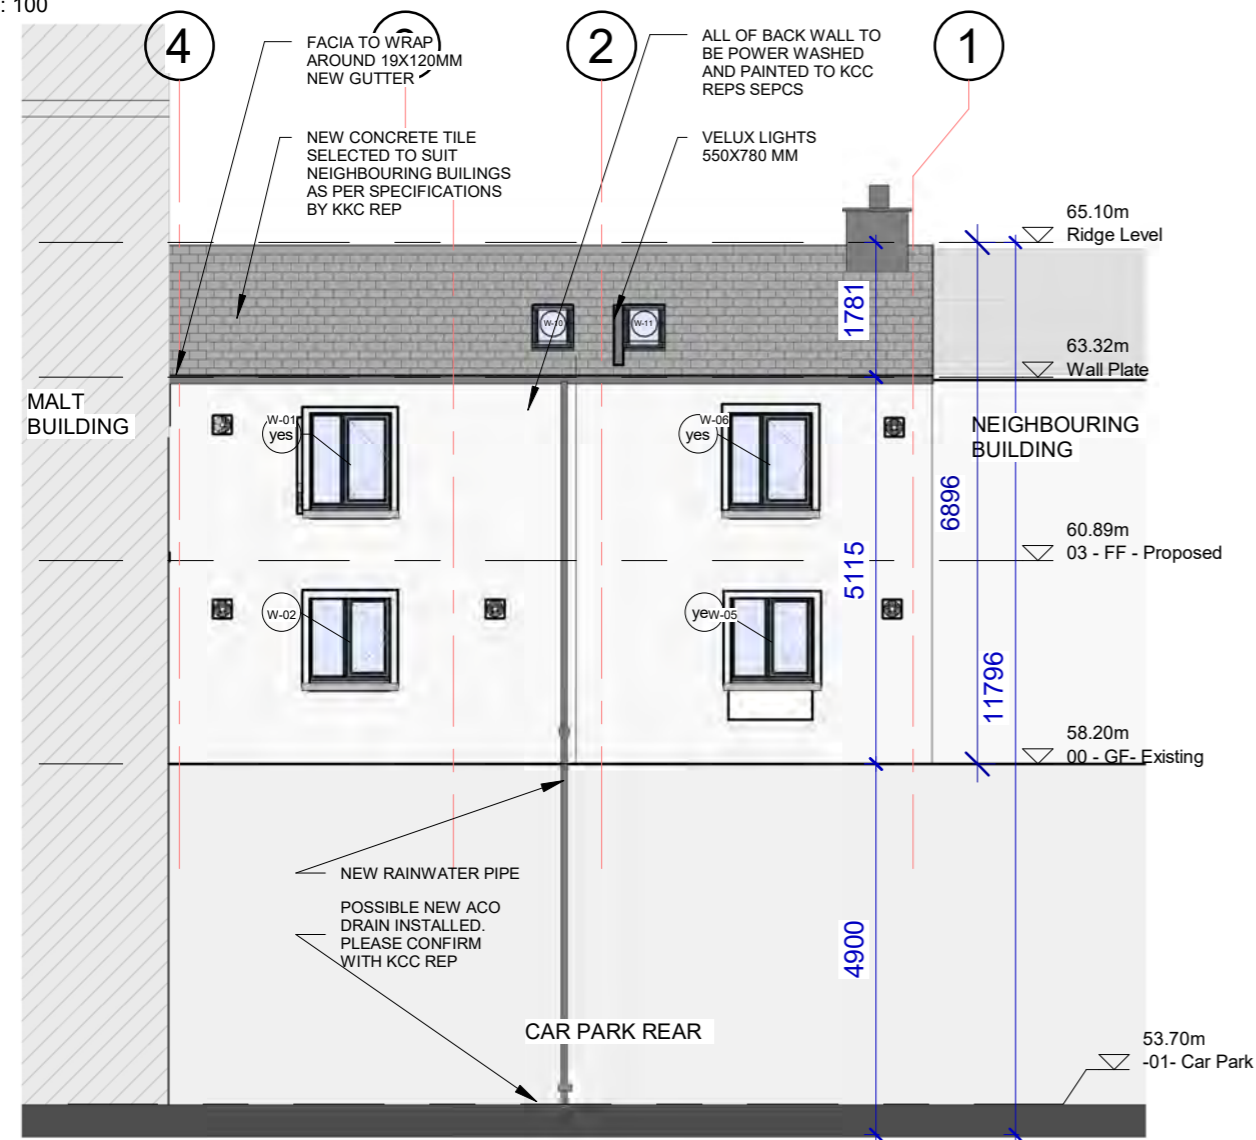 : 100
4
2
1
FACIA TO WRAP
AROUND 19X120MM
NEW GUTTER
ALL OF BACK WALL TO
BE POWER WASHED
AND PAINTED TO KCC
REPS SEPCS
NEW CONCRETE TILE
SELECTED TO SUIT
NEIGHBOURING BUILINGS
AS PER SPECIFICATIONS
BY KKC REP
VELUX LIGHTS
550X780 MM
65.10m
Ridge Level
1781
W-10
W-11
63.32m
Wall Plate
MALT
BUILDING
NEIGHBOURING
BUILDING
W-01
yes
W-06
yes
6896
60.89m
03 - FF - Proposed
5115
W-02
W-05
11796
58.20m
00 - GF- Existing
NEW RAINWATER PIPE
POSSIBLE NEW ACO
DRAIN INSTALLED.
PLEASE CONFIRM
WITH KCC REP
4900
CAR PARK REAR
53.70m
-01- Car Park